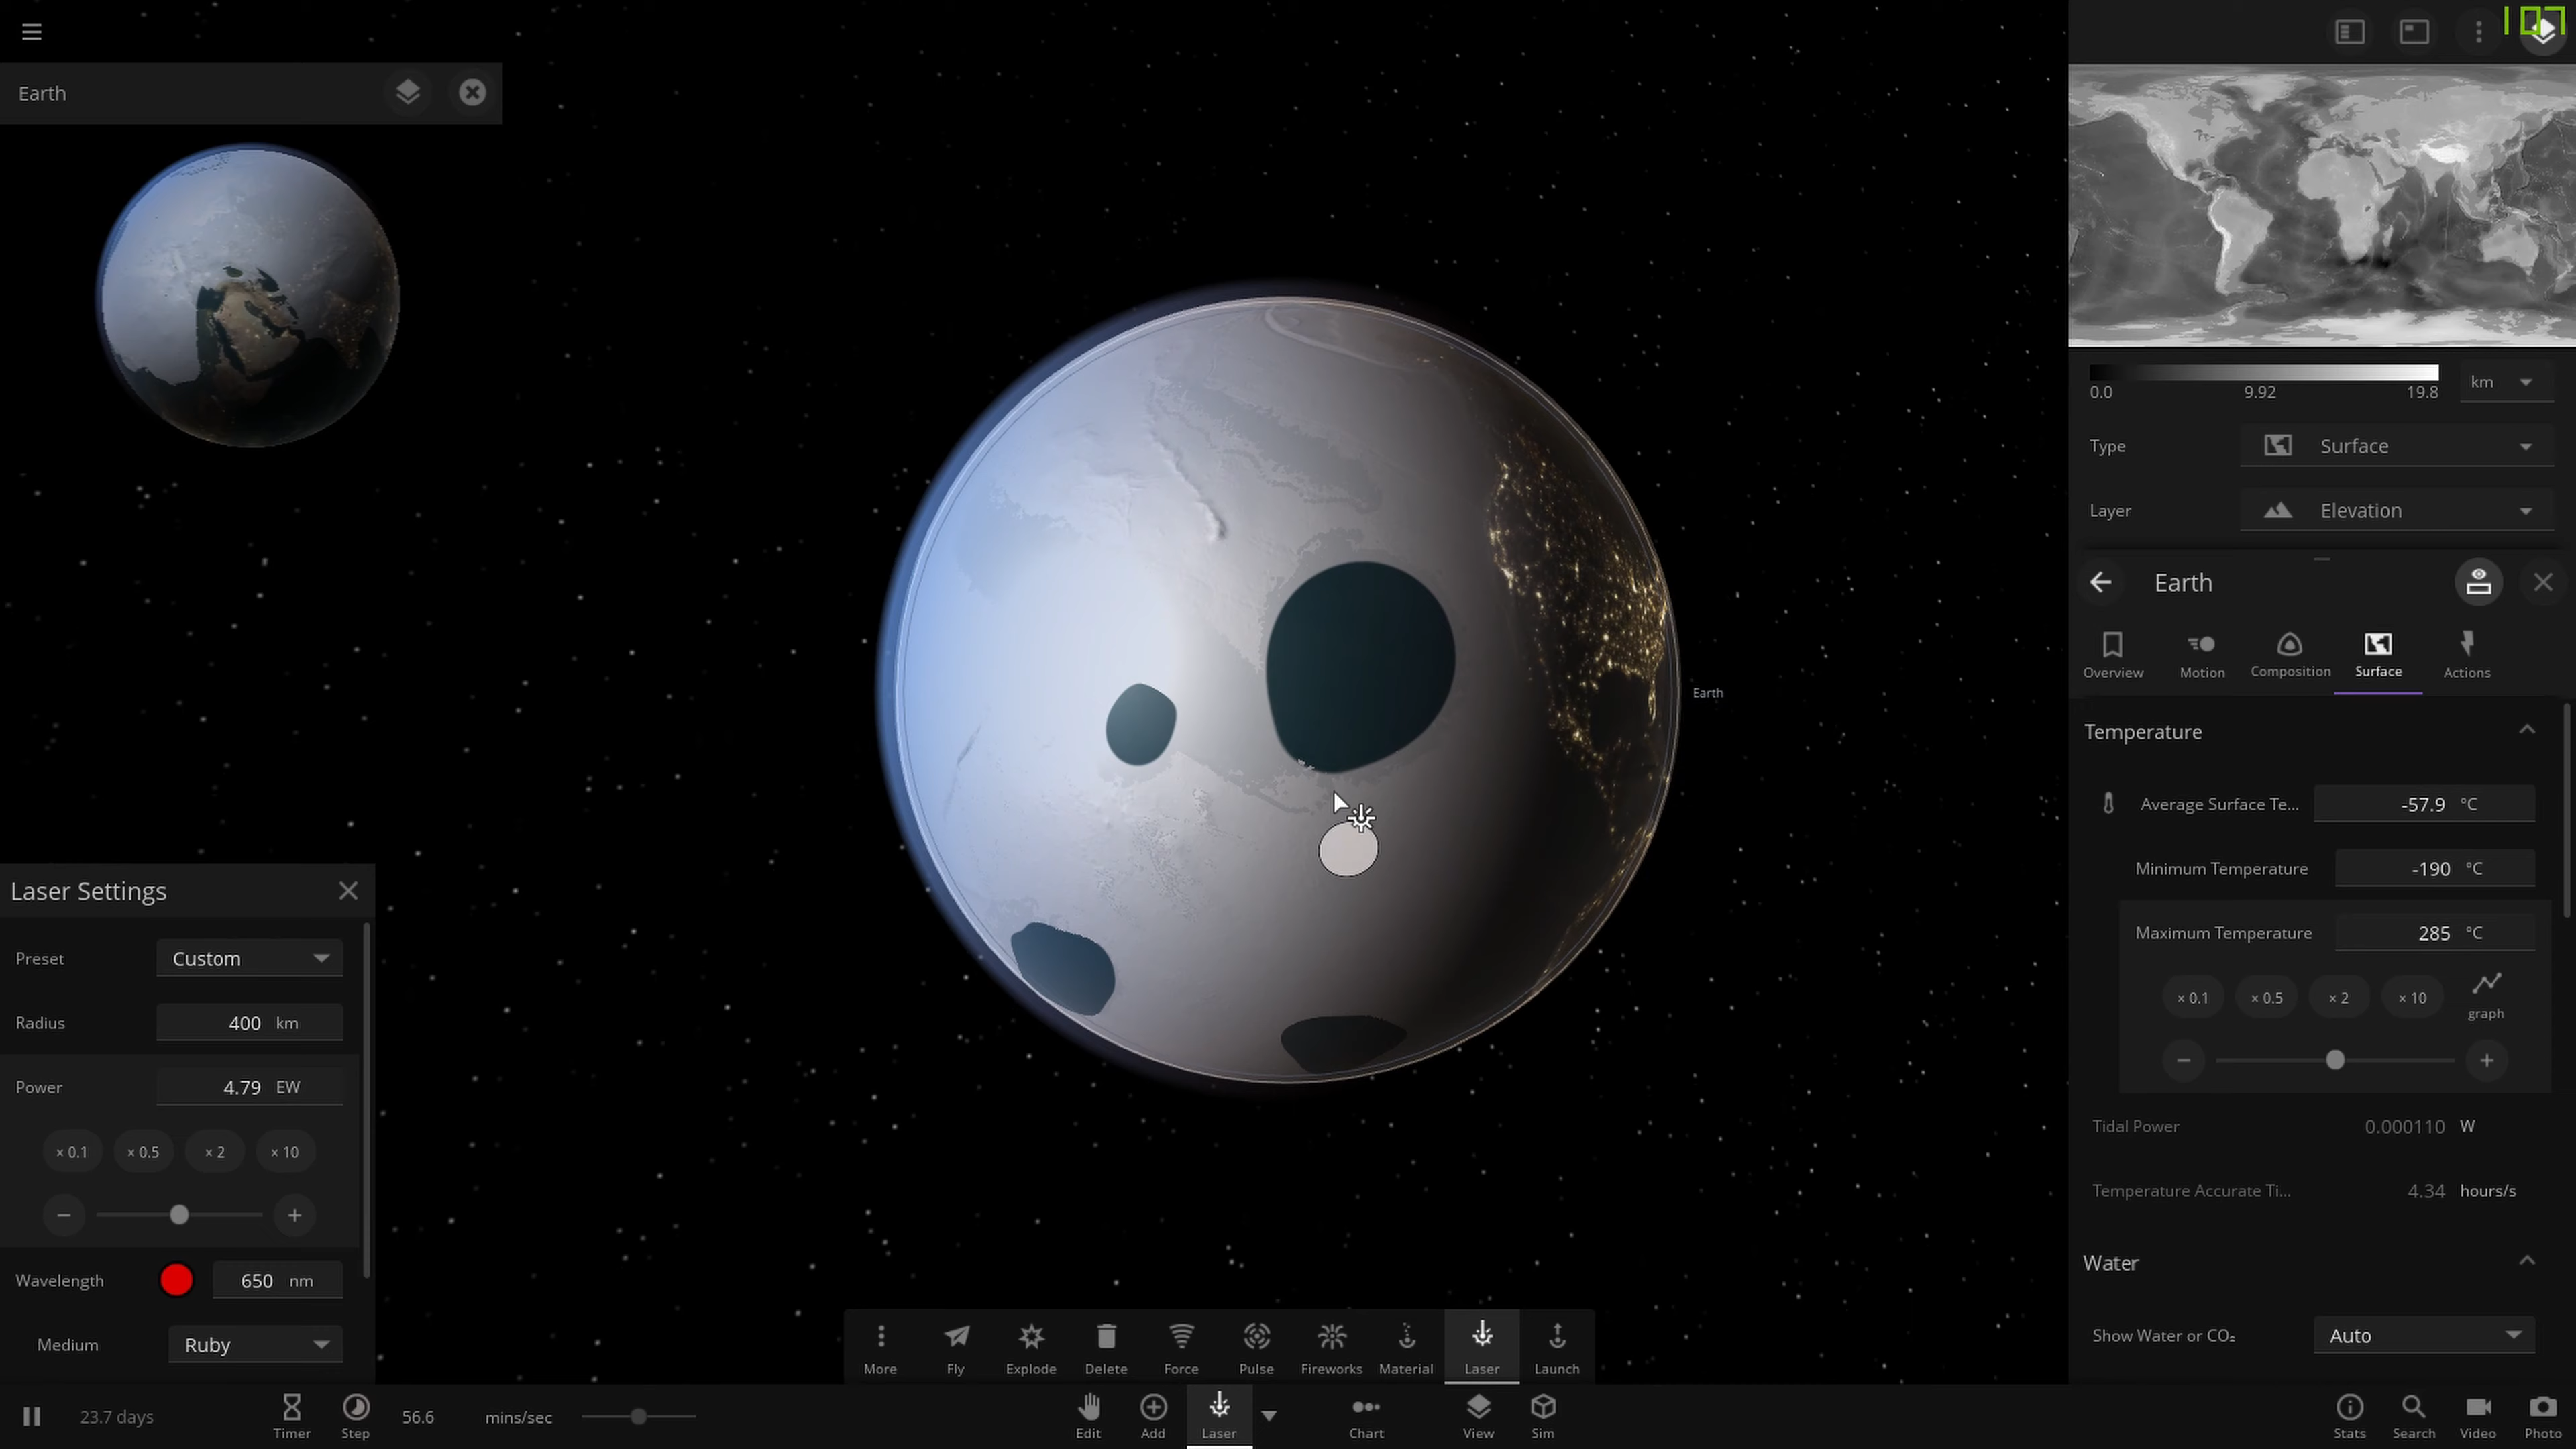 107
Earth
0.0 9.92 19.8 km
Type Surface
Layer Elevation
Earth
Overview Motion Composition Surface Actions
Earth
Temperature
Average Surface Te... -57.9 °C
Minimum Temperature -190 °C
Maximum Temperature 285 °C
× 0.1 × 0.5 × 2 × 10 graph
Tidal Power 0.000110 W
Temperature Accurate Ti... 4.34 hours/s
Water
Show Water or CO₂ Auto
Laser Settings
Preset Custom
Radius 400 km
Power 4.79 EW
× 0.1 × 0.5 × 2 × 10
Wavelength 650 nm
Medium Ruby
More Fly Explode Delete Force Pulse Fireworks Material Laser Launch
23.7 days Timer Step 56.6 mins/sec Edit Add Laser Chart View Sim Stats Search Video Photo